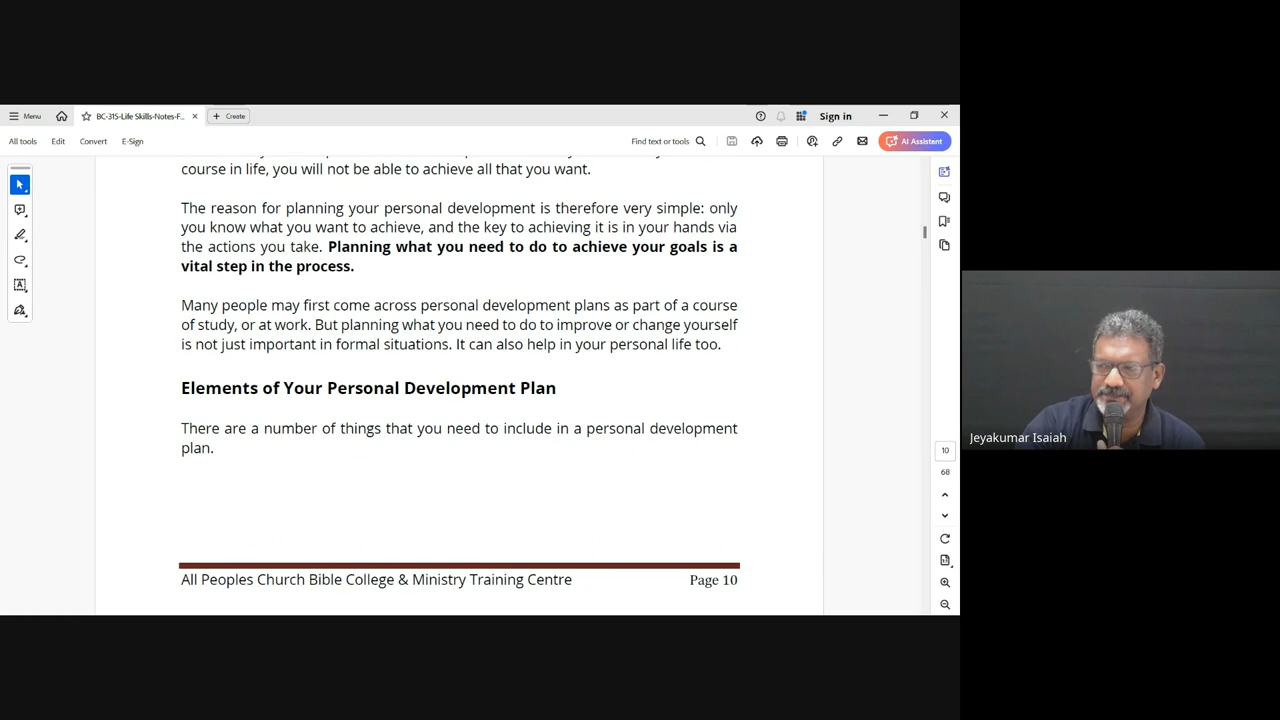 Menu
BC-315-Life Skills-Notes-F...
Create
Sign in
All tools
Edit
Convert
E-Sign
Find text or tools
AI Assistant
course in life, you will not be able to achieve all that you want.
The reason for planning your personal development is therefore very simple: only
you know what you want to achieve, and the key to achieving it is in your hands via
the actions you take. Planning what you need to do to achieve your goals is a
vital step in the process.
Many people may first come across personal development plans as part of a course
of study, or at work. But planning what you need to do to improve or change yourself
is not just important in formal situations. It can also help in your personal life too.
Elements of Your Personal Development Plan
There are a number of things that you need to include in a personal development
plan.
All Peoples Church Bible College & Ministry Training Centre Page 10
10
68
Jeyakumar Isaiah